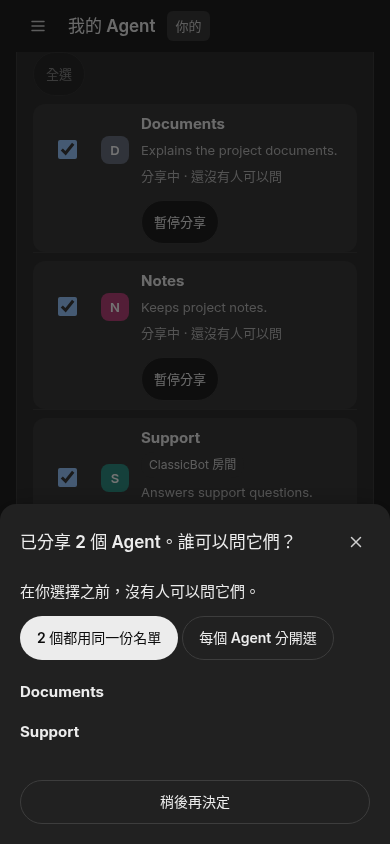 我的 Agent 你的
全選
Documents
D Explains the project documents.
分享中 · 還沒有人可以問
暫停分享
Notes
N Keeps project notes.
分享中 · 還沒有人可以問
暫停分享
Support
ClassicBot 房間
S Answers support questions.
已分享 2 個 Agent。誰可以問它們？
在你選擇之前，沒有人可以問它們。
2 個都用同一份名單 每個 Agent 分開選
Documents
Support
稍後再決定